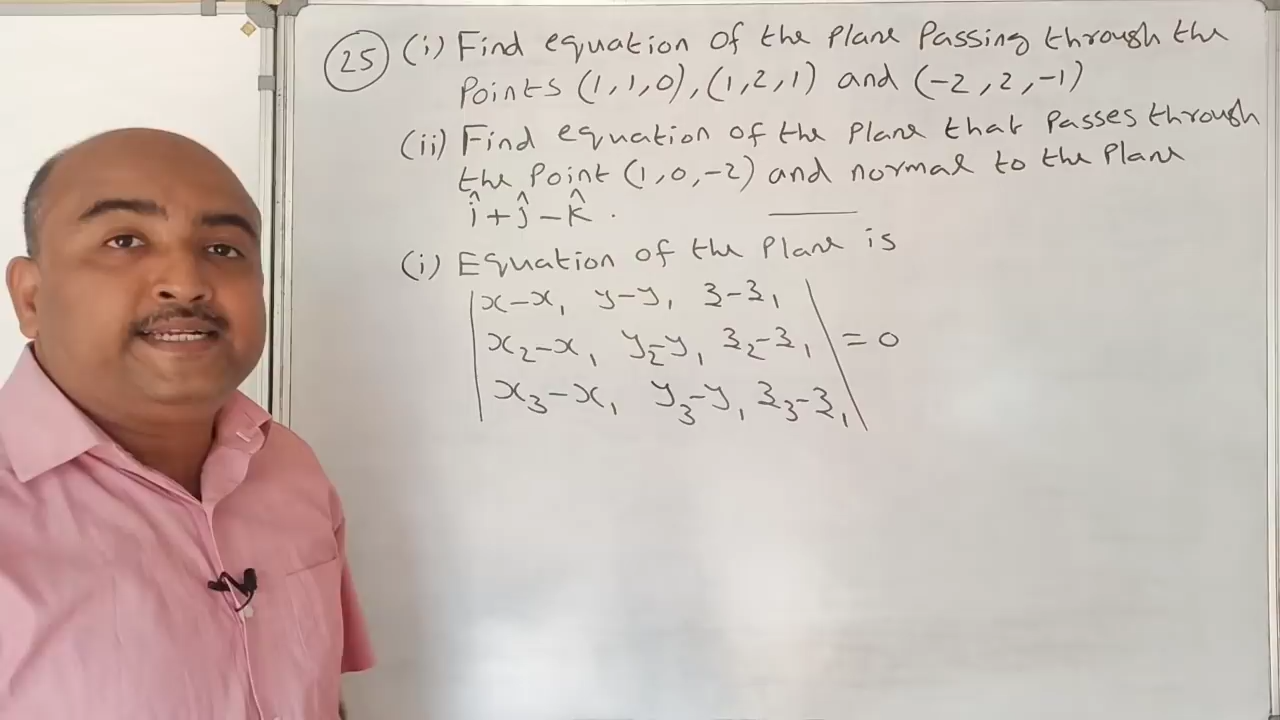 25 (i) Find equation of the Plane Passing through the
Points (1,1,0), (1,2,1) and (-2,2,-1)
(ii) Find equation of the Plane that Passes through
the Point (1,0,-2) and normal to the Plane
î+ĵ-k̂.
(i) Equation of the Plane is
| x-x₁ y-y₁ z-z₁ |
| x₂-x₁ y₂-y₁ z₂-z₁ | = 0
| x₃-x₁ y₃-y₁ z₃-z₁ |